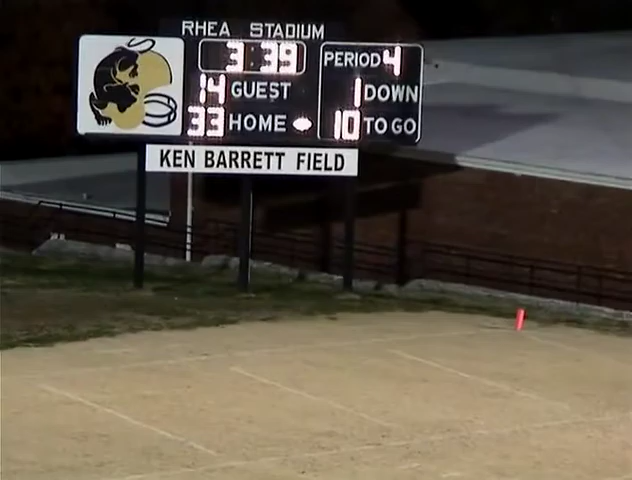 RHEA STADIUM
3:39 PERIOD 4
14 GUEST 1 DOWN
33 HOME 10 TO GO
KEN BARRETT FIELD